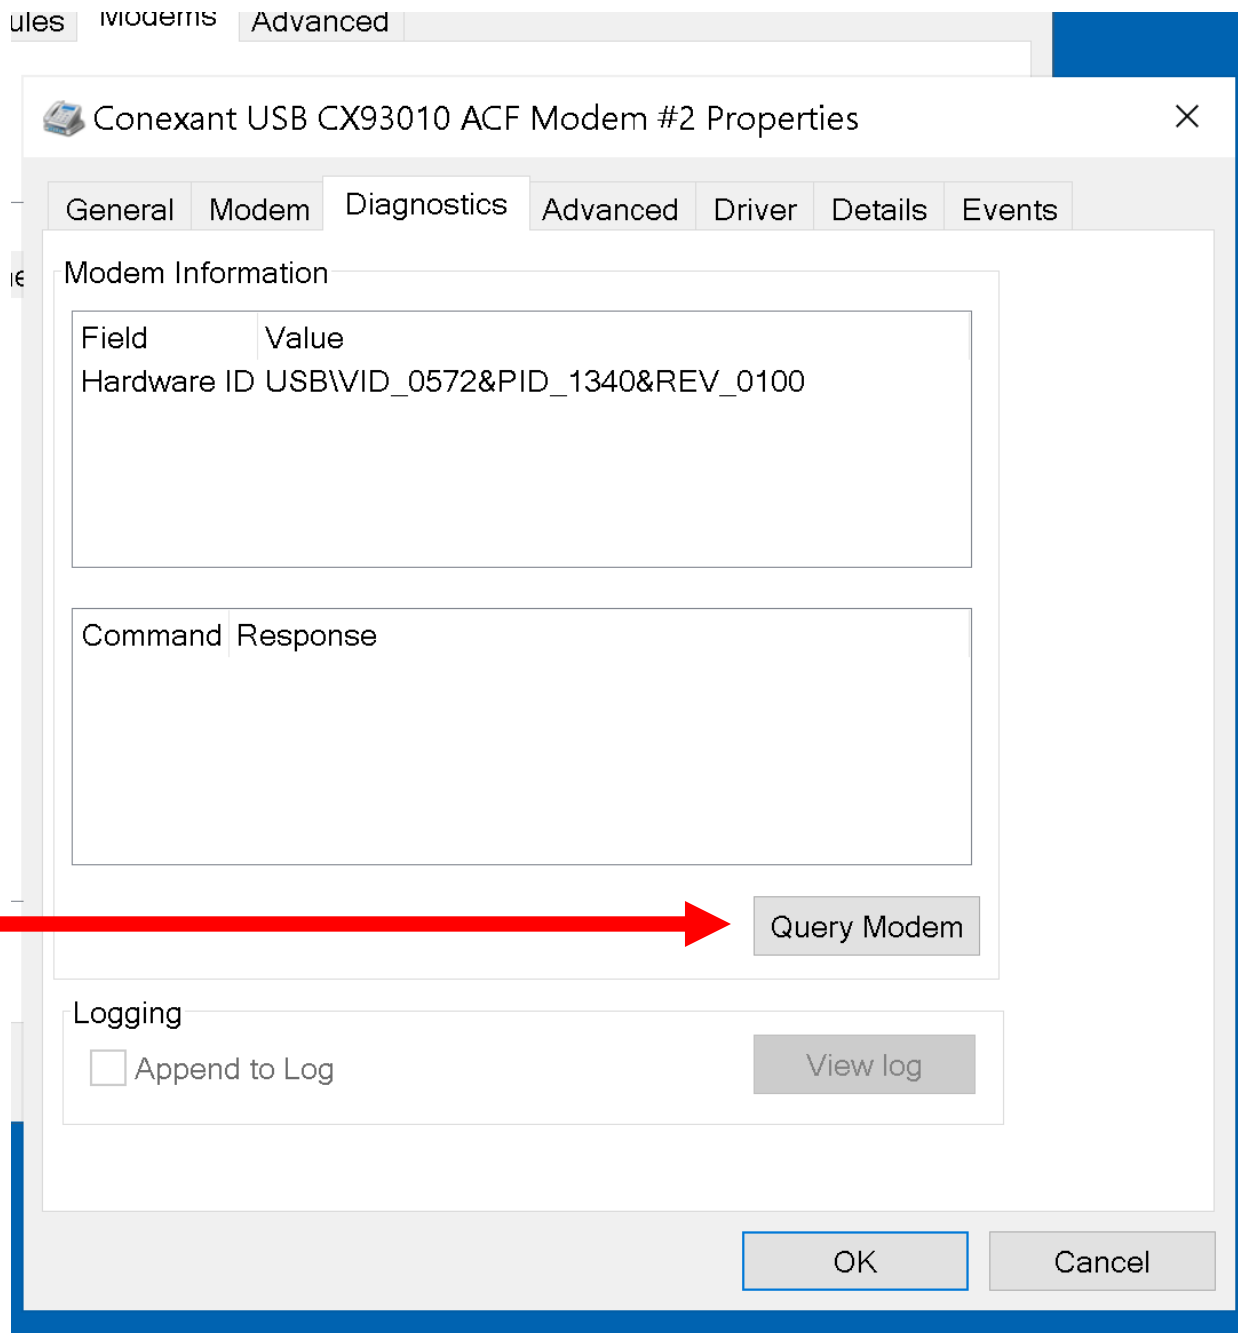 ules Modems Advanced
Conexant USB CX93010 ACF Modem #2 Properties
General Modem Diagnostics Advanced Driver Details Events
Modem Information
Field Value
Hardware ID USB\VID_0572&PID_1340&REV_0100
Command Response
Query Modem
Logging
Append to Log View log
OK Cancel